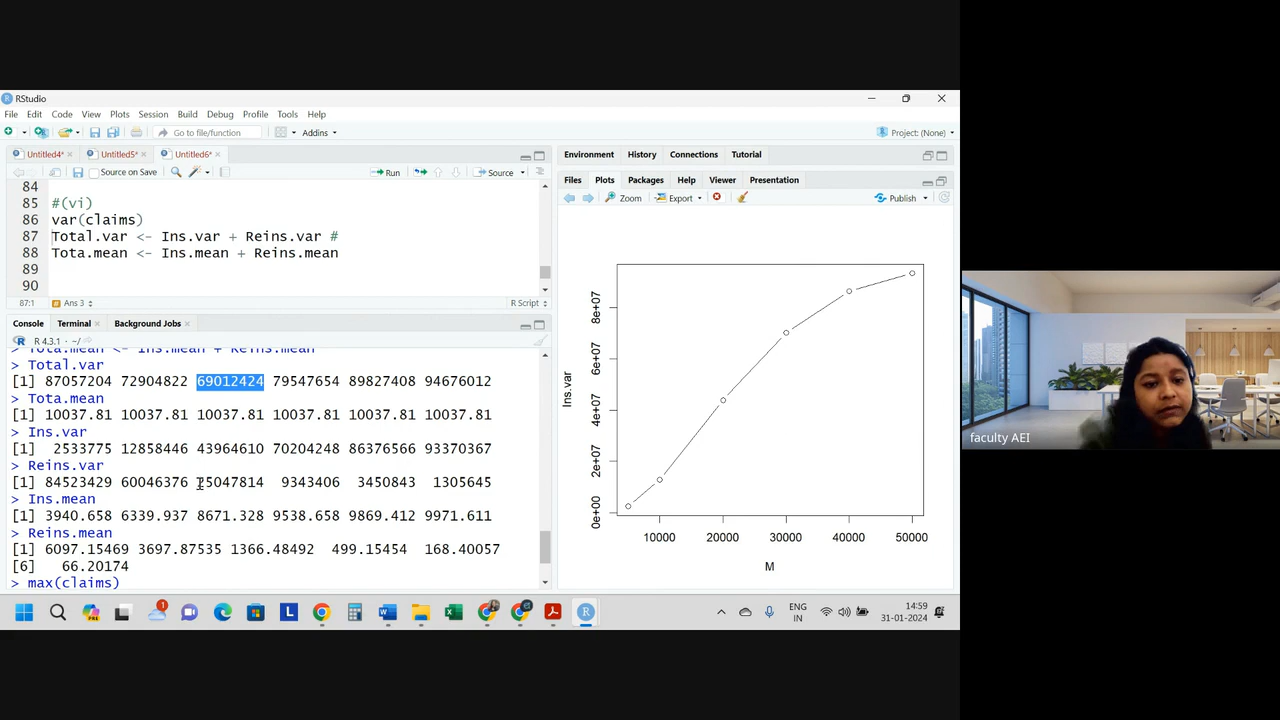 RStudio
File Edit Code View Plots Session Build Debug Profile Tools Help
Go to file/function Addins Project: (None)
Untitled4* Untitled5* Untitled6*
Source on Save Run Source
84
85 #(vi)
86 var(claims)
87 Total.var <- Ins.var + Reins.var #
88 Tota.mean <- Ins.mean + Reins.mean
89
90
87:1 Ans 3 R Script
Console Terminal Background Jobs
R 4.3.1 · ~/
> Tota.mean <- Ins.mean + Reins.mean
> Total.var
[1] 87057204 72904822 69012424 79547654 89827408 94676012
> Tota.mean
[1] 10037.81 10037.81 10037.81 10037.81 10037.81 10037.81
> Ins.var
[1] 2533775 12858446 43964610 70204248 86376566 93370367
> Reins.var
[1] 84523429 60046376 25047814 9343406 3450843 1305645
> Ins.mean
[1] 3940.658 6339.937 8671.328 9538.658 9869.412 9971.611
> Reins.mean
[1] 6097.15469 3697.87535 1366.48492 499.15454 168.40057
[6] 66.20174
> max(claims)
Environment History Connections Tutorial
Files Plots Packages Help Viewer Presentation
Zoom Export Publish
Ins.var
0e+00 2e+07 4e+07 6e+07 8e+07
10000 20000 30000 40000 50000
M
faculty AEI
ENG
IN
14:59
31-01-2024